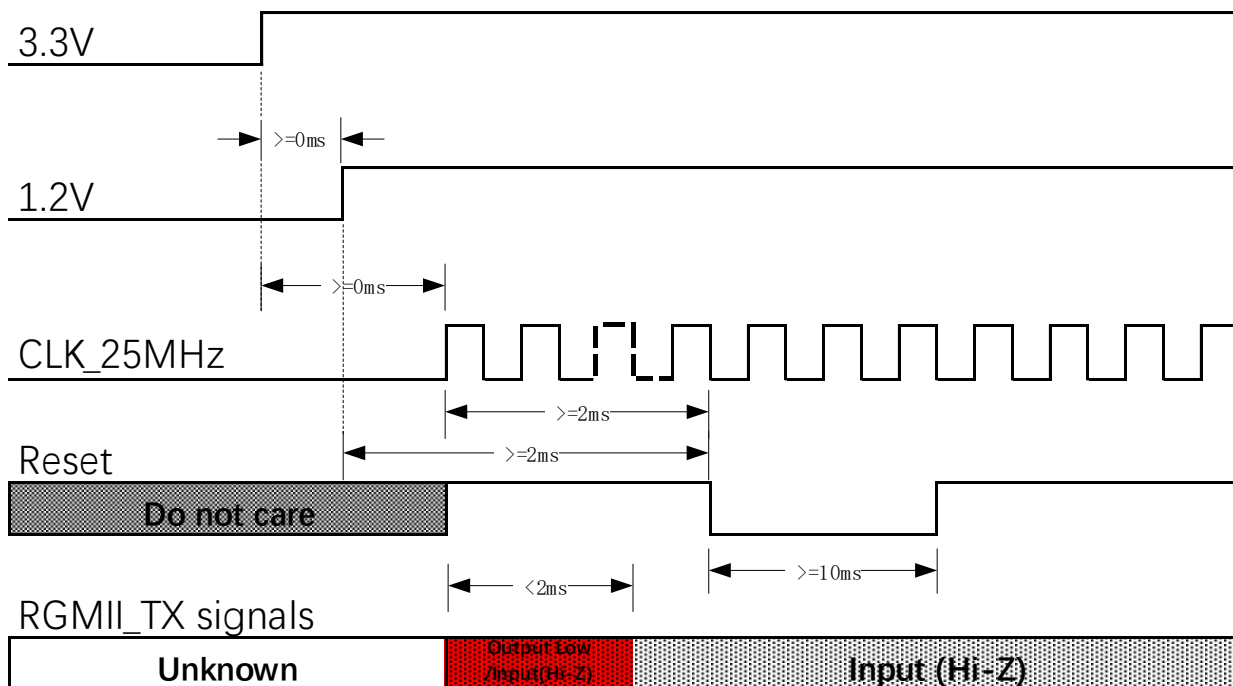 3.3V
>=0ms
1.2V
>=0ms
CLK_25MHz
>=2ms
>=2ms
Reset
Do not care
>=10ms
<2ms
RGMII_TX signals
Unknown
Output Low
/Input(Hi-Z)
Input (Hi-Z)